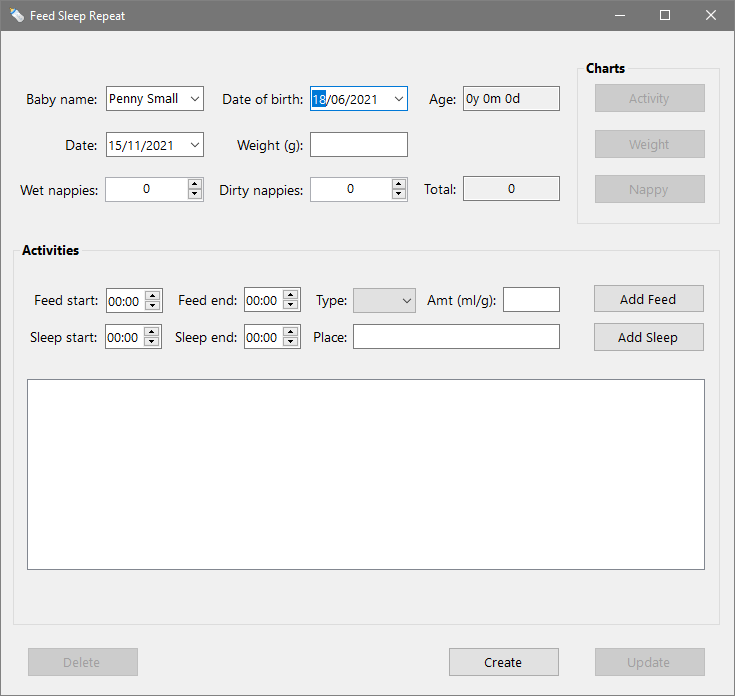 Feed Sleep Repeat
Charts
Baby name: Penny Small Date of birth: 18/06/2021 Age: 0y 0m 0d Activity
Date: 15/11/2021 Weight (g): Weight
Wet nappies: 0 Dirty nappies: 0 Total: 0 Nappy
Activities
Feed start: 00:00 Feed end: 00:00 Type: Amt (ml/g): Add Feed
Sleep start: 00:00 Sleep end: 00:00 Place: Add Sleep
Delete Create Update